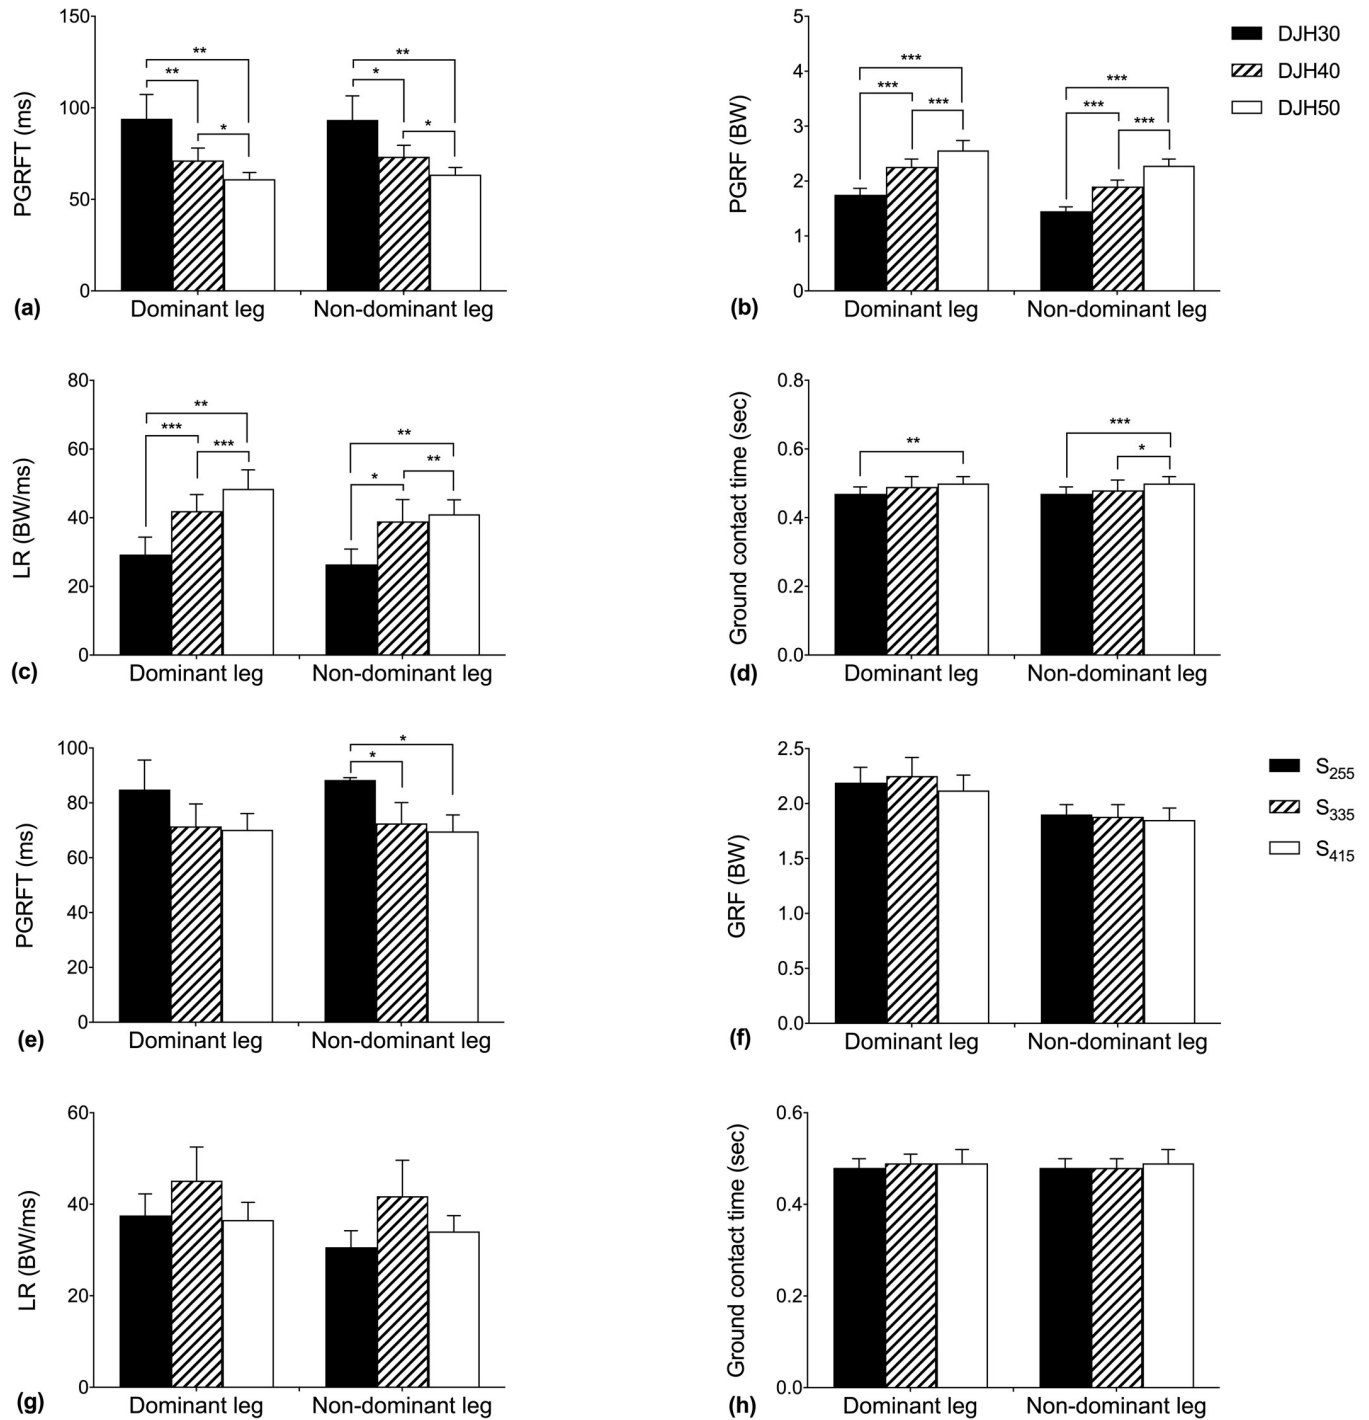 PGRFT (ms)
150
100
50
0
**
**
*
**
*
*
Dominant leg
Non-dominant leg
(a)
PGRF (BW)
5
4
3
2
1
0
***
***
***
***
***
***
Dominant leg
Non-dominant leg
(b)
DJH30
DJH40
DJH50
LR (BW/ms)
80
60
40
20
0
**
***
***
**
**
*
Dominant leg
Non-dominant leg
(c)
Ground contact time (sec)
0.8
0.6
0.4
0.2
0.0
**
***
*
Dominant leg
Non-dominant leg
(d)
PGRFT (ms)
100
80
60
40
20
0
*
*
Dominant leg
Non-dominant leg
(e)
GRF (BW)
2.5
2.0
1.5
1.0
0.5
0.0
Dominant leg
Non-dominant leg
(f)
S255
S335
S415
LR (BW/ms)
60
40
20
0
Dominant leg
Non-dominant leg
(g)
Ground contact time (sec)
0.6
0.4
0.2
0.0
Dominant leg
Non-dominant leg
(h)